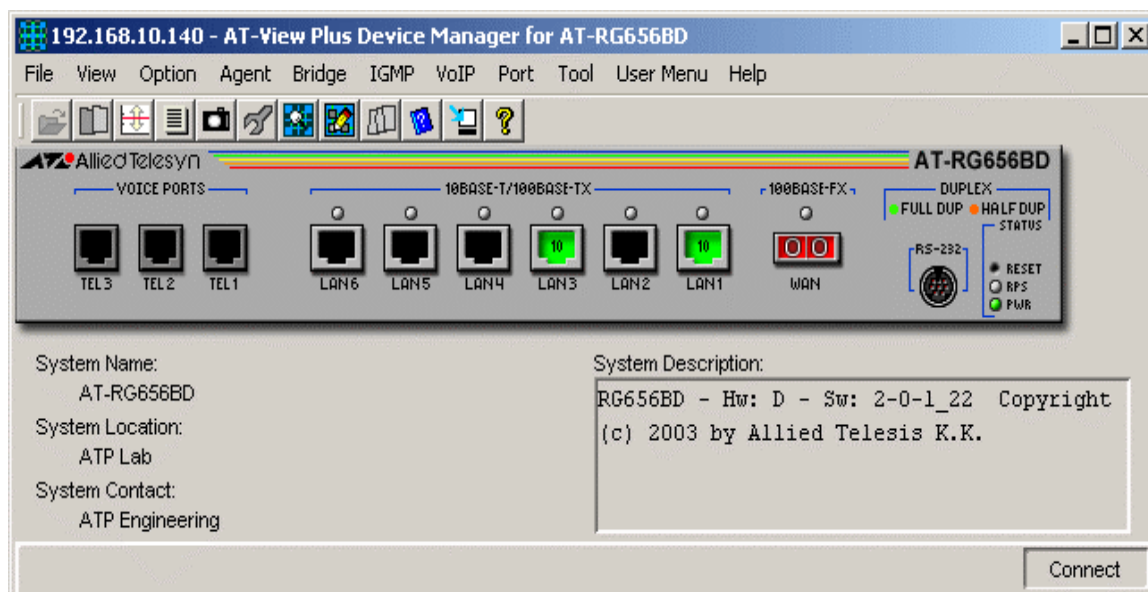 192.168.10.140 - AT-View Plus Device Manager for AT-RG656BD
File View Option Agent Bridge IGMP VoIP Port Tool User Menu Help
Allied Telesyn
AT-RG656BD
VOICE PORTS
10BASE-T/100BASE-TX
100BASE-FX
DUPLEX
FULL DUP HALF DUP
STATUS
RS-232
10 10
RESET
RPS
PWR
TEL3 TEL2 TEL1 LAN6 LAN5 LAN4 LAN3 LAN2 LAN1 WAN
System Name:
AT-RG656BD
System Location:
ATP Lab
System Contact:
ATP Engineering
System Description:
RG656BD - Hw: D - Sw: 2-0-1_22 Copyright
(c) 2003 by Allied Telesis K.K.
Connect